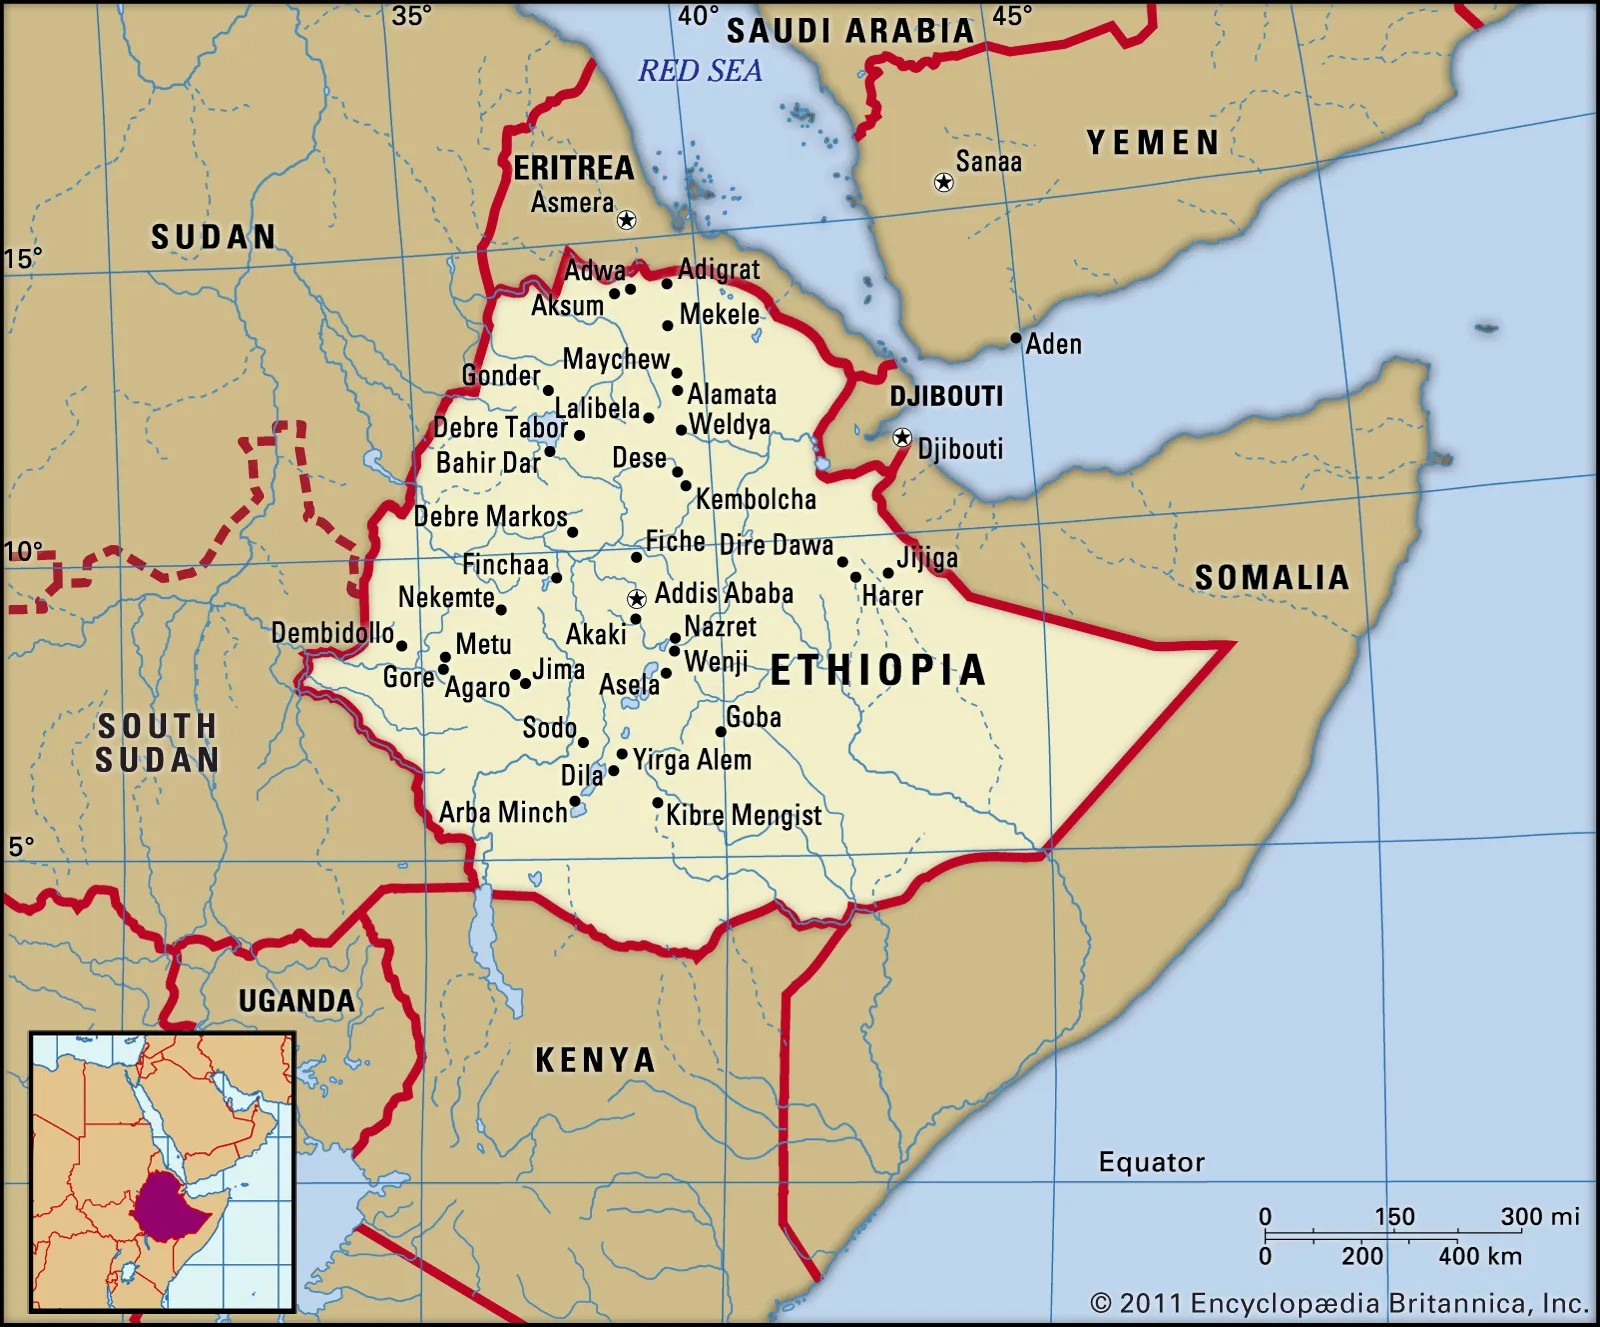 35°
40°
45°
SAUDI ARABIA
RED SEA
YEMEN
Sanaa
ERITREA
Asmera
SUDAN
15°
Adwa
Adigrat
Aksum
Mekele
Aden
Maychew
Gonder
Alamata
DJIBOUTI
Lalibela
Debre Tabor
Weldya
Djibouti
Bahir Dar
Dese
Kembolcha
Debre Markos
10°
Fiche
Dire Dawa
Jijiga
Finchaa
SOMALIA
Nekemte
Addis Ababa
Harer
Dembidollo
Metu
Akaki
Nazret
Wenji
ETHIOPIA
Gore
Agaro
Jima
Asela
SOUTH
SUDAN
Sodo
Goba
Yirga Alem
Dila
Arba Minch
Kibre Mengist
5°
UGANDA
KENYA
Equator
0 150 300 mi
0 200 400 km
© 2011 Encyclopædia Britannica, Inc.